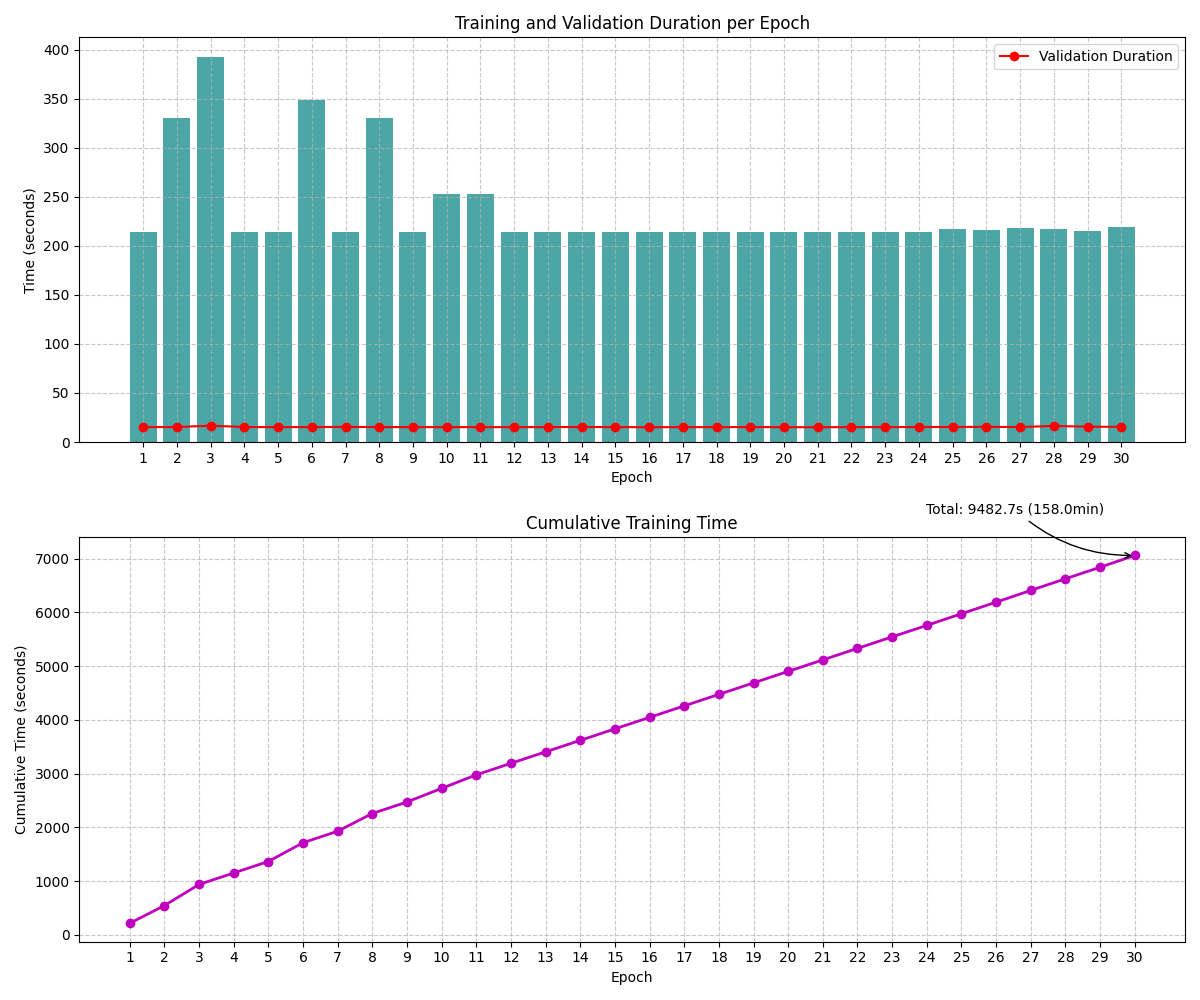 Training and Validation Duration per Epoch
400
350
300
250
200
150
100
50
0
Time (seconds)
Validation Duration
1 2 3 4 5 6 7 8 9 10 11 12 13 14 15 16 17 18 19 20 21 22 23 24 25 26 27 28 29 30
Epoch
Total: 9482.7s (158.0min)
Cumulative Training Time
7000
6000
5000
4000
3000
2000
1000
0
Cumulative Time (seconds)
1 2 3 4 5 6 7 8 9 10 11 12 13 14 15 16 17 18 19 20 21 22 23 24 25 26 27 28 29 30
Epoch